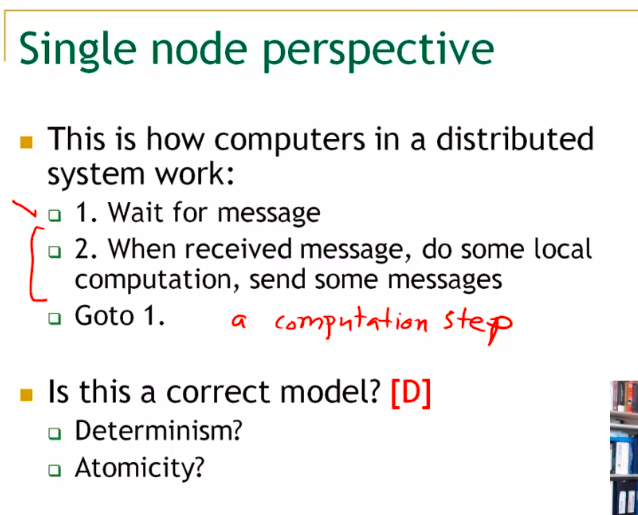 Single node perspective
This is how computers in a distributed
system work:
1. Wait for message
2. When received message, do some local
computation, send some messages
Goto 1. a computation step
Is this a correct model? [D]
Determinism?
Atomicity?